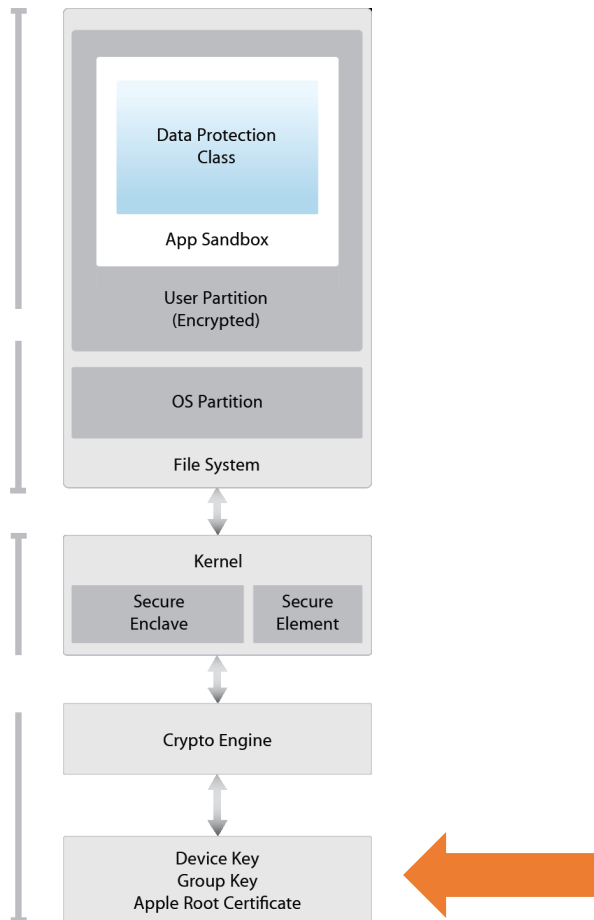 Data Protection
Class
App Sandbox
User Partition
(Encrypted)
OS Partition
File System
Kernel
Secure
Enclave
Secure
Element
Crypto Engine
Device Key
Group Key
Apple Root Certificate